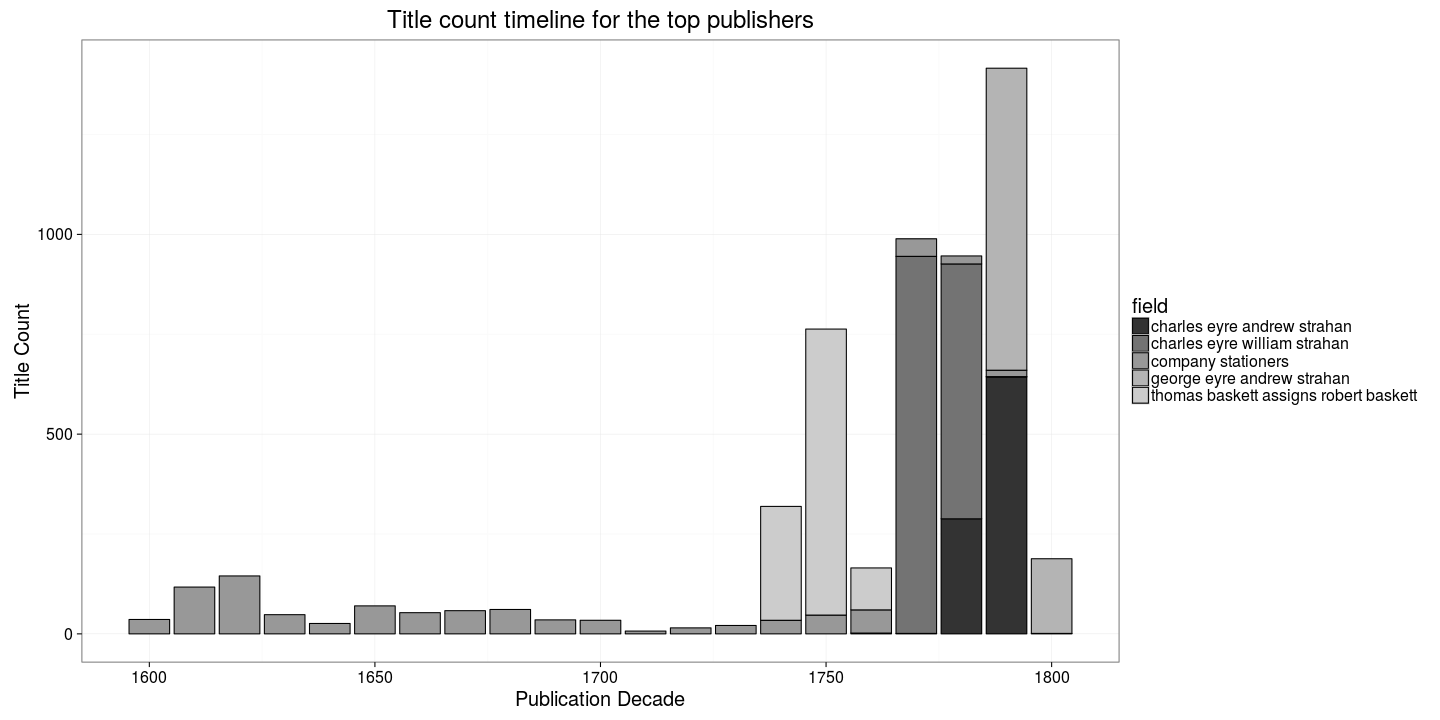 Title count timeline for the top publishers
Title Count
1000
500
0
1600
1650
1700
1750
1800
Publication Decade
field
charles eyre andrew strahan
charles eyre william strahan
company stationers
george eyre andrew strahan
thomas baskett assigns robert baskett